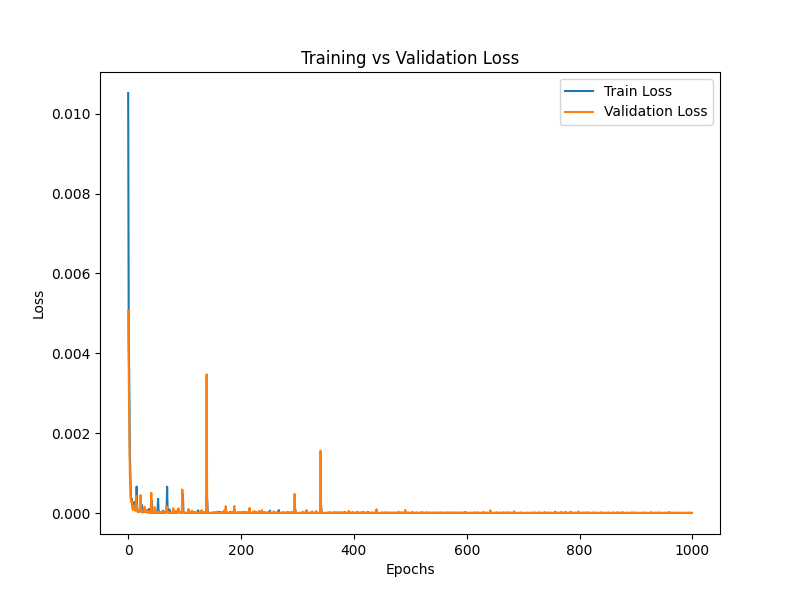 Training vs Validation Loss
Train Loss
Validation Loss
0.010
0.008
0.006
0.004
0.002
0.000
Loss
0 200 400 600 800 1000
Epochs